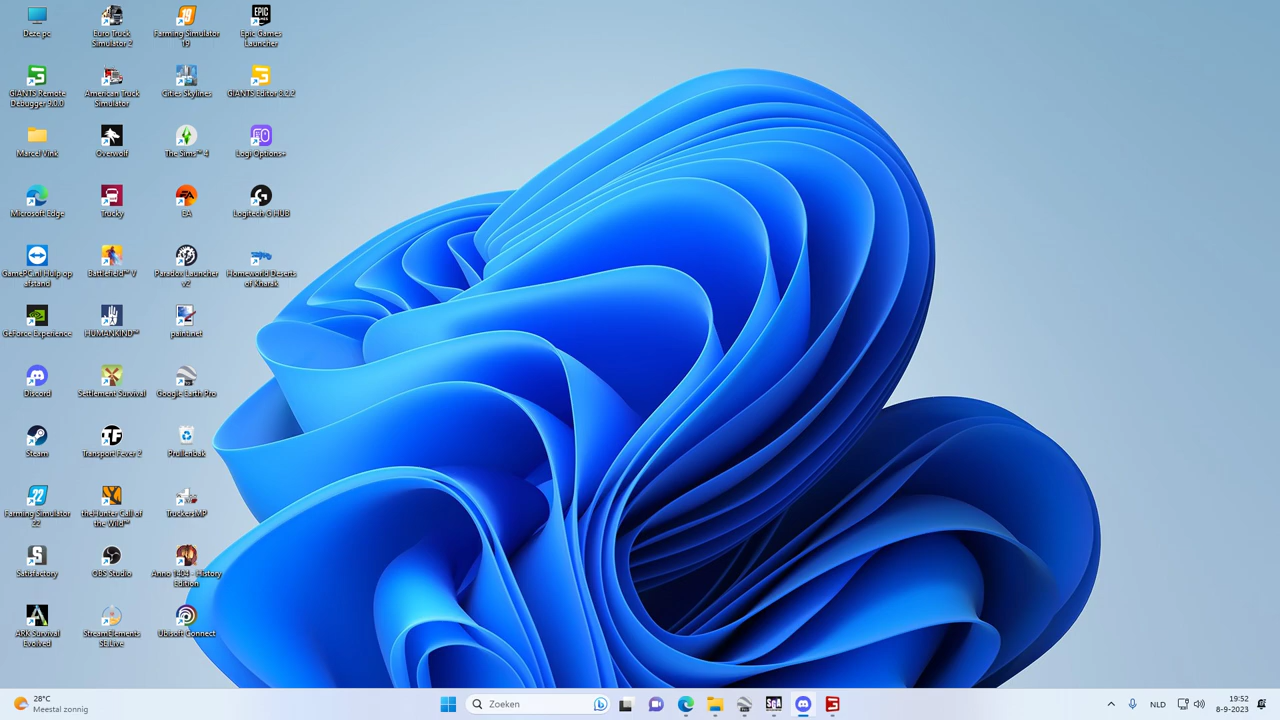 Deze pc
Euro Truck
Simulator 2
Farming Simulator
19
Epic Games
Launcher
GIANTS Remote
Debugger 9.0.0
American Truck
Simulator
Cities Skylines
GIANTS Editor 8.2.2
Marcel Vink
Overwolf
The Sims™ 4
Logi Options+
Microsoft Edge
Trucky
EA
Logitech G HUB
GamePC.nl Hulp op
afstand
Battlefield™ V
Paradox Launcher
v2
Homeworld Deserts
of Kharak
GeForce Experience
HUMANKIND™
paint.net
Discord
Settlement Survival
Google Earth Pro
Steam
Transport Fever 2
Prullenbak
Farming Simulator
22
theHunter Call of
the Wild™
TruckersMP
Satisfactory
OBS Studio
Anno 1404 - History
Edition
ARK Survival
Evolved
StreamElements
SE.Live
Ubisoft Connect
28°C
Meestal zonnig
Zoeken
NLD
19:52
8-9-2023